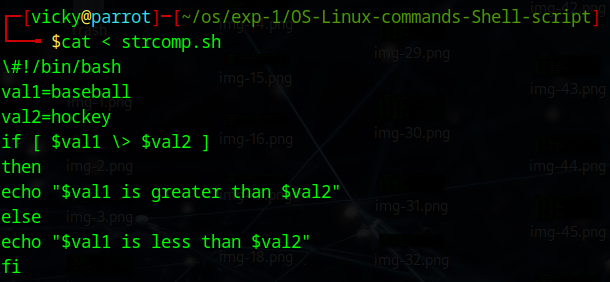 ┌─[vicky@parrot]─[~/os/exp-1/OS-Linux-commands-Shell-script]
└──╼ $cat < strcomp.sh
\#!/bin/bash
val1=baseball
val2=hockey
if [ $val1 \> $val2 ]
then
echo "$val1 is greater than $val2"
else
echo "$val1 is less than $val2"
fi
img-15.png
img-29.png
img-43.png
img-1.png
img-16.png
img-30.png
img-2.png
img-44.png
img-3.png
img-31.png
img-45.png
img-18.png
img-32.png